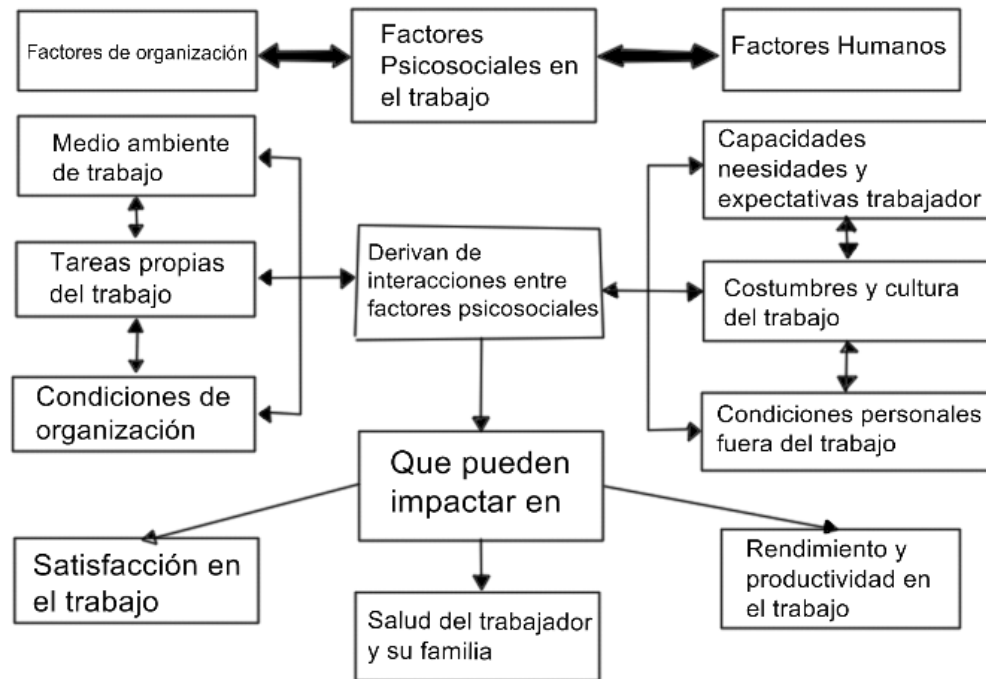 Factores de organización
Factores
Psicosociales en
el trabajo
Factores Humanos
Medio ambiente
de trabajo
Tareas propias
del trabajo
Condiciones de
organización
Derivan de
interacciones entre
factores psicosociales
Capacidades
neesidades y
expectativas trabajador
Costumbres y cultura
del trabajo
Condiciones personales
fuera del trabajo
Que pueden
impactar en
Satisfacción en
el trabajo
Salud del trabajador
y su familia
Rendimiento y
productividad en
el trabajo